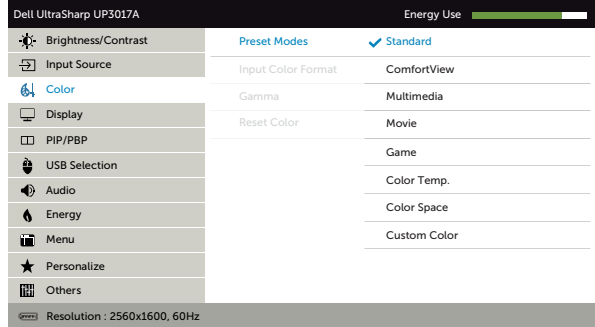 Dell UltraSharp UP3017A Energy Use
Brightness/Contrast Preset Modes Standard
Input Source Input Color Format ComfortView
Color Gamma Multimedia
Display Reset Color Movie
PIP/PBP Game
USB Selection Color Temp.
Audio Color Space
Energy Custom Color
Menu
Personalize
Others
Resolution : 2560x1600, 60Hz